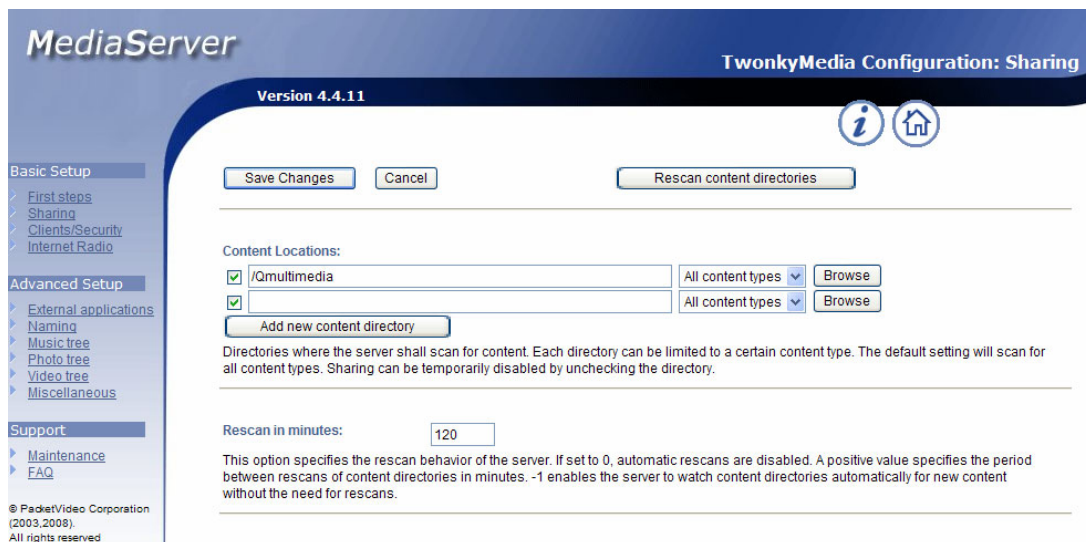 MediaServer
TwonkyMedia Configuration: Sharing
Version 4.4.11
Basic Setup
First steps
Sharing
Clients/Security
Internet Radio
Advanced Setup
External applications
Naming
Music tree
Photo tree
Video tree
Miscellaneous
Support
Maintenance
FAQ
© PacketVideo Corporation
(2003,2008).
All rights reserved
Save Changes
Cancel
Rescan content directories
Content Locations:
/Qmultimedia
All content types
Browse
All content types
Browse
Add new content directory
Directories where the server shall scan for content. Each directory can be limited to a certain content type. The default setting will scan for
all content types. Sharing can be temporarily disabled by unchecking the directory.
Rescan in minutes:
120
This option specifies the rescan behavior of the server. If set to 0, automatic rescans are disabled. A positive value specifies the period
between rescans of content directories in minutes. -1 enables the server to watch content directories automatically for new content
without the need for rescans.